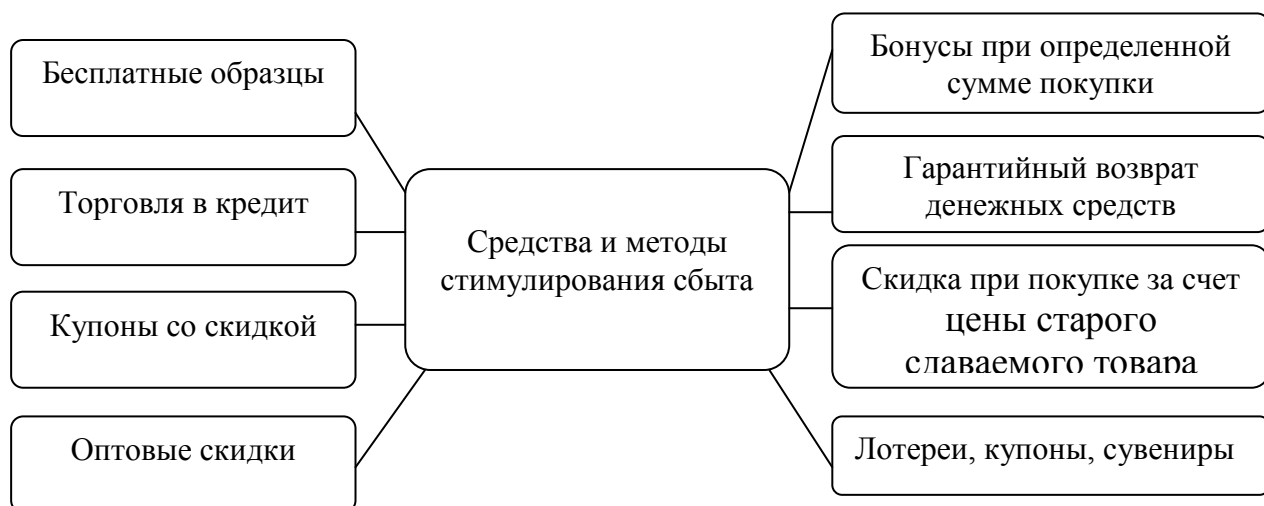 Бесплатные образцы
Торговля в кредит
Купоны со скидкой
Оптовые скидки
Средства и методы
стимулирования сбыта
Бонусы при определенной
сумме покупки
Гарантийный возврат
денежных средств
Скидка при покупке за счет
цены старого
сдаваемого товара
Лотереи, купоны, сувениры